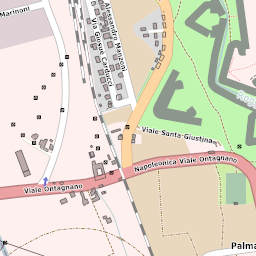 Marinoni
Alessandro Manzoni
Via Giosuè Carducci
Viale Santa Giustina
Napoleonica Viale Ontagnano
Viale Ontagnano
Palma